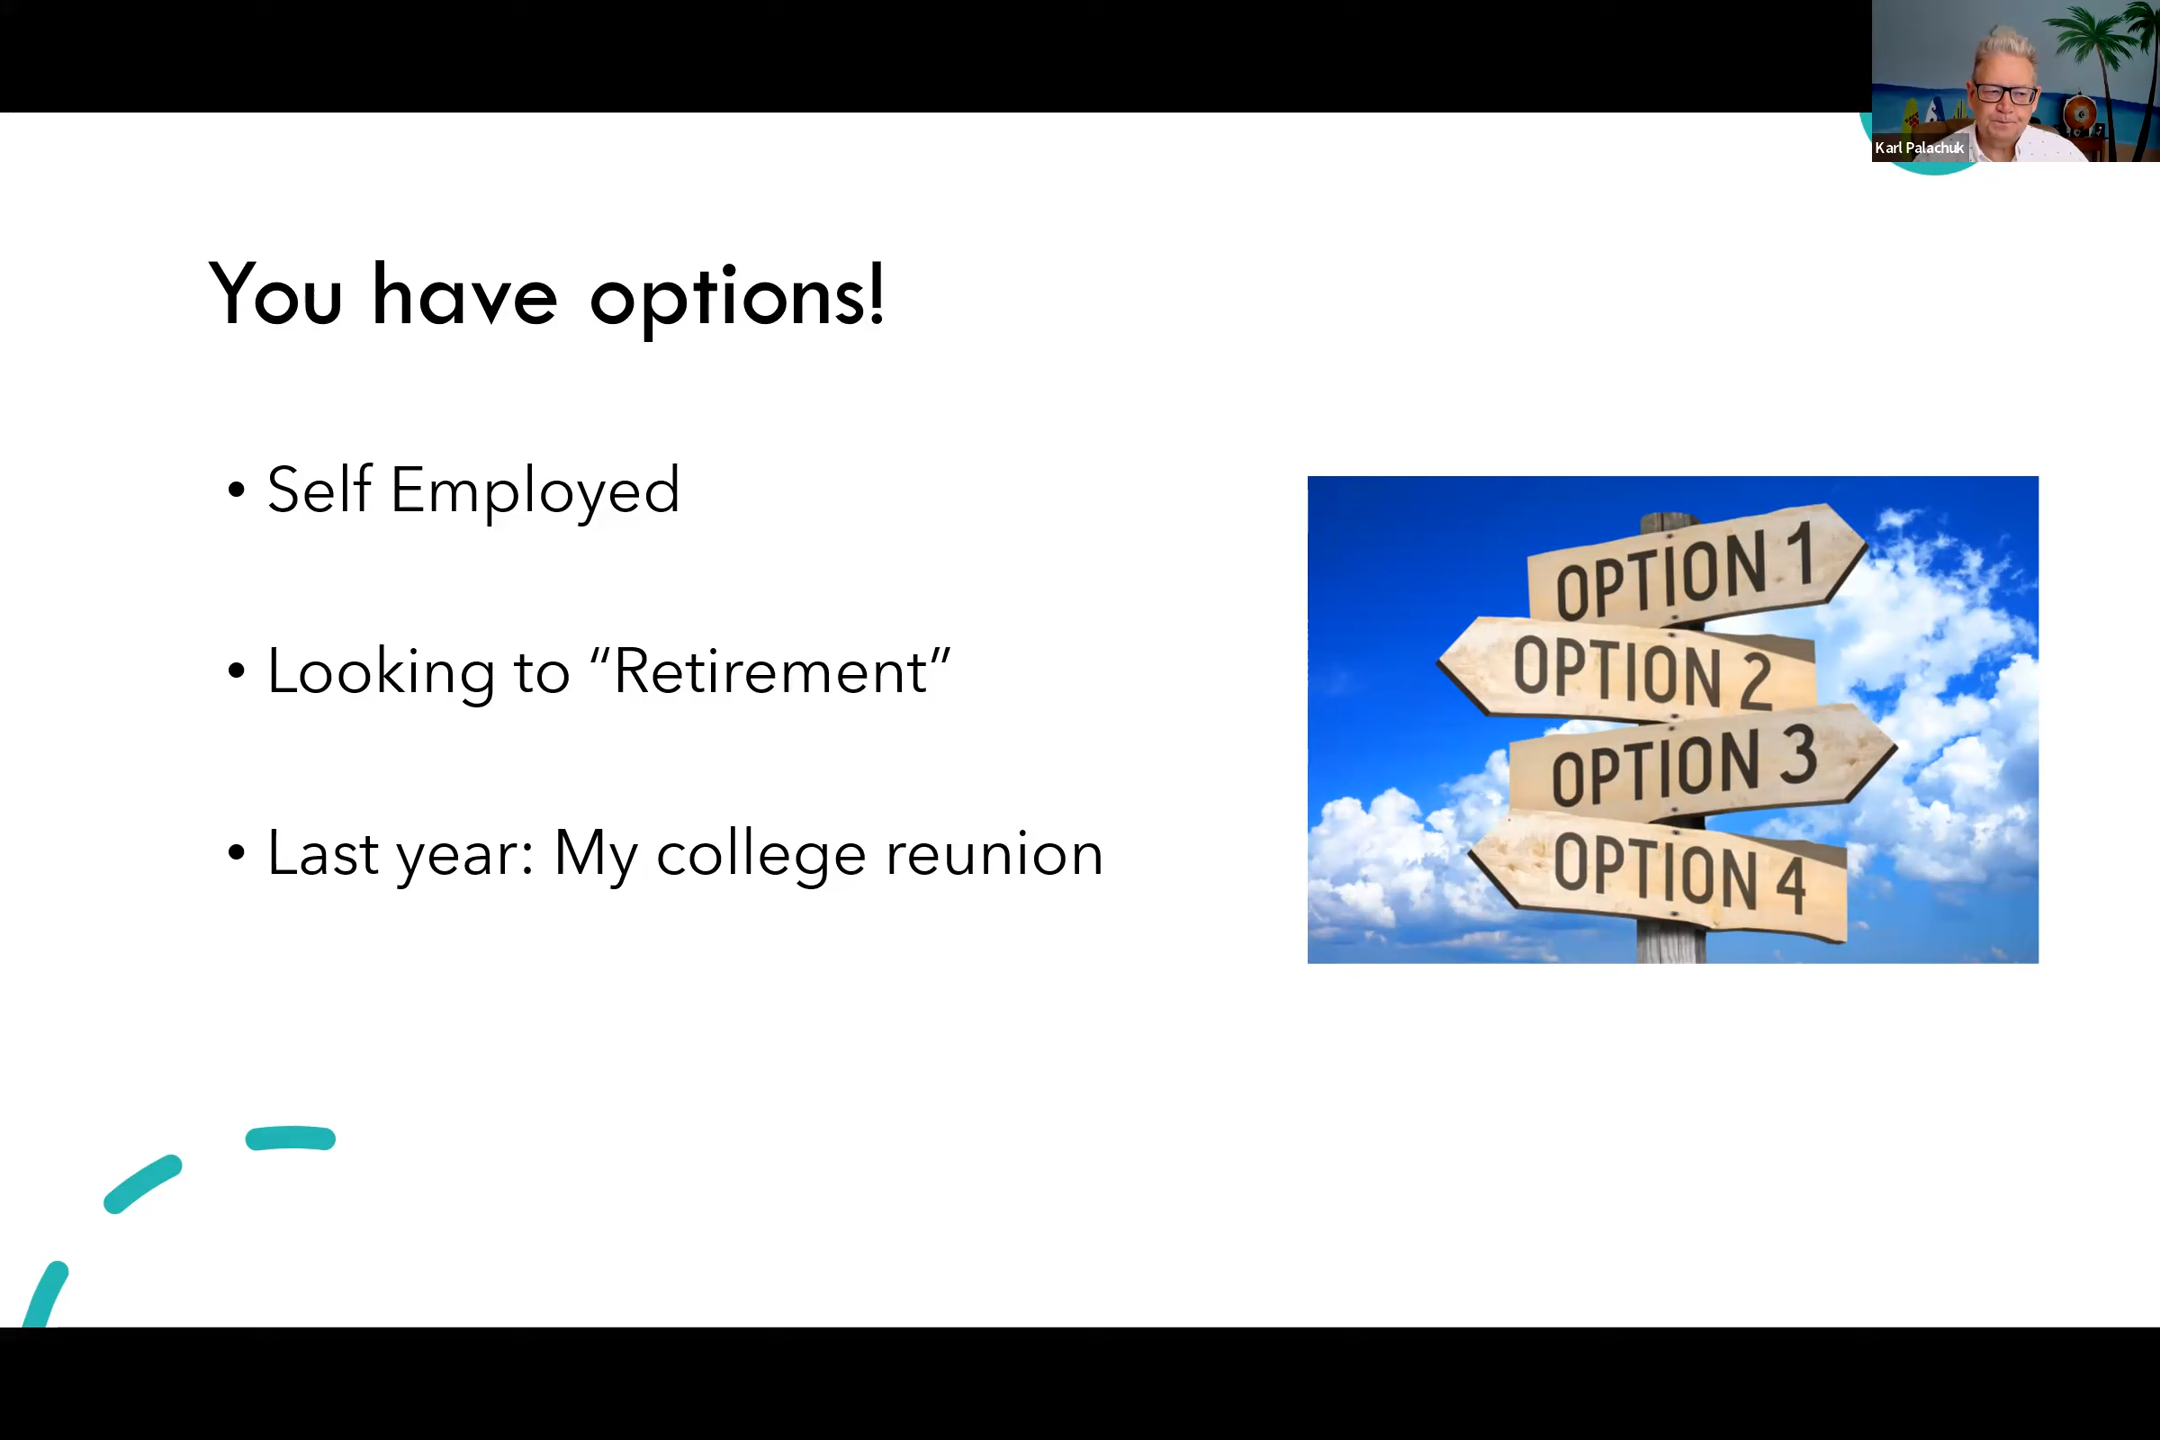 Karl Palachuk
You have options!
• Self Employed
• Looking to “Retirement”
• Last year: My college reunion
OPTION 1
OPTION 2
OPTION 3
OPTION 4